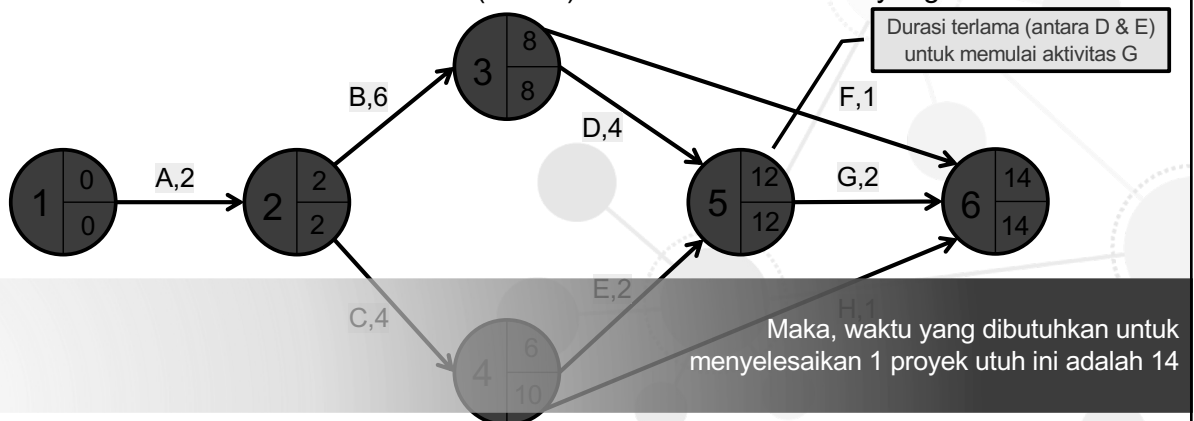 Durasi terlama (antara D & E)
untuk memulai aktivitas G
3
8
8
B,6
F,1
D,4
1
0
0
A,2
2
2
2
5
12
12
G,2
6
14
14
C,4
E,2
H,1
4
6
10
Maka, waktu yang dibutuhkan untuk
menyelesaikan 1 proyek utuh ini adalah 14